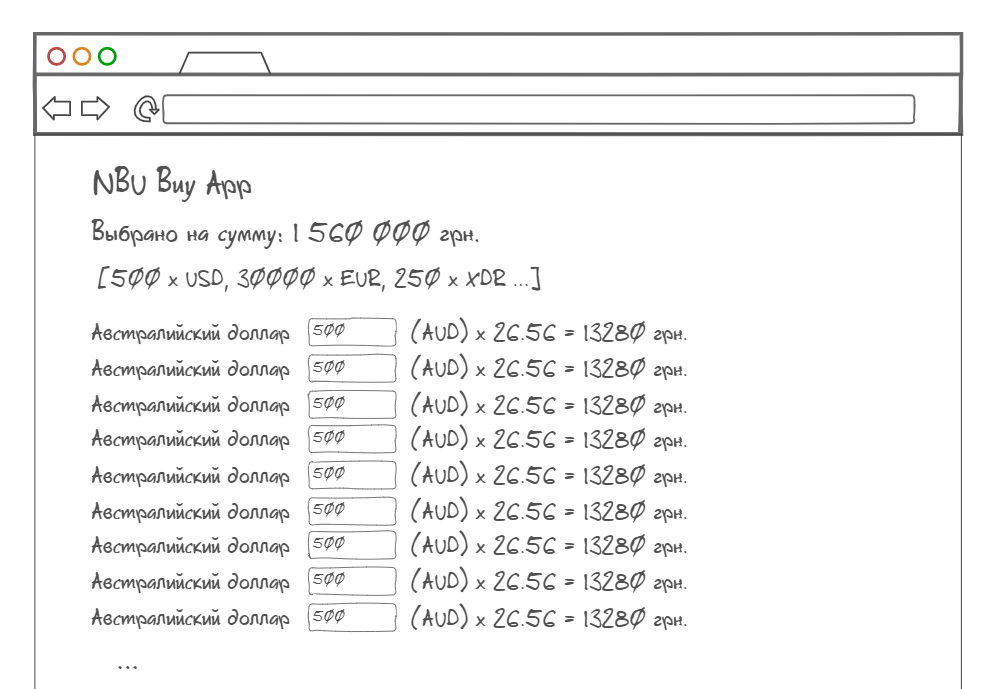 NBU Buy App
Выбрано на сумму: 1 560 000 грн.
[500 x USD, 30000 x EUR, 250 x XDR ...]
Австралийский доллар 500 (AUD) x 26.56 = 13280 грн.
Австралийский доллар 500 (AUD) x 26.56 = 13280 грн.
Австралийский доллар 500 (AUD) x 26.56 = 13280 грн.
Австралийский доллар 500 (AUD) x 26.56 = 13280 грн.
Австралийский доллар 500 (AUD) x 26.56 = 13280 грн.
Австралийский доллар 500 (AUD) x 26.56 = 13280 грн.
Австралийский доллар 500 (AUD) x 26.56 = 13280 грн.
Австралийский доллар 500 (AUD) x 26.56 = 13280 грн.
Австралийский доллар 500 (AUD) x 26.56 = 13280 грн.
...